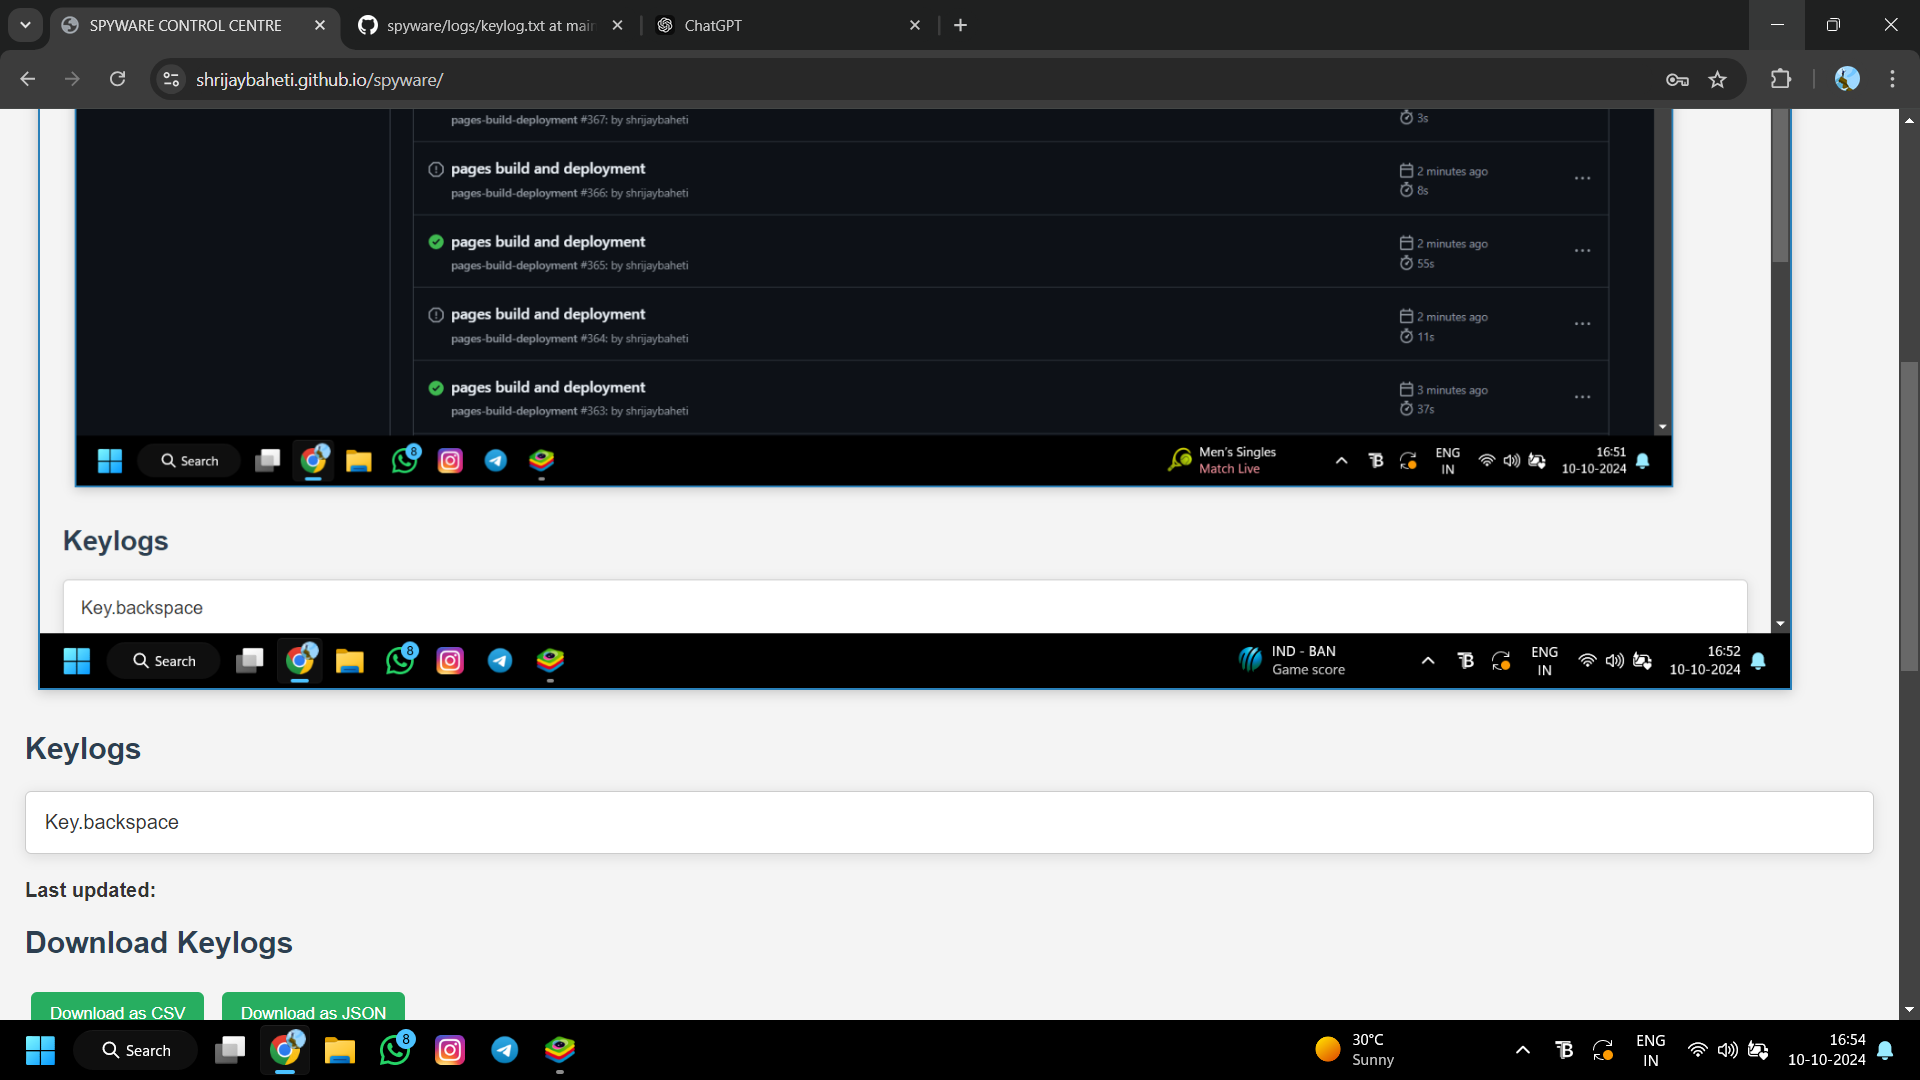 SPYWARE CONTROL CENTRE
spyware/logs/keylog.txt at main
ChatGPT
shrijaybaheti.github.io/spyware/
pages-build-deployment #367: by shrijaybaheti
3s
pages build and deployment
2 minutes ago
pages-build-deployment #366: by shrijaybaheti
8s
pages build and deployment
2 minutes ago
pages-build-deployment #365: by shrijaybaheti
55s
pages build and deployment
2 minutes ago
pages-build-deployment #364: by shrijaybaheti
11s
pages build and deployment
3 minutes ago
pages-build-deployment #363: by shrijaybaheti
37s
Search
8
Men's Singles
Match Live
ENG
IN
16:51
10-10-2024
Keylogs
Key.backspace
Search
8
IND - BAN
Game score
ENG
IN
16:52
10-10-2024
Keylogs
Key.backspace
Last updated:
Download Keylogs
Download as CSV
Download as JSON
Search
8
30°C
Sunny
ENG
IN
16:54
10-10-2024